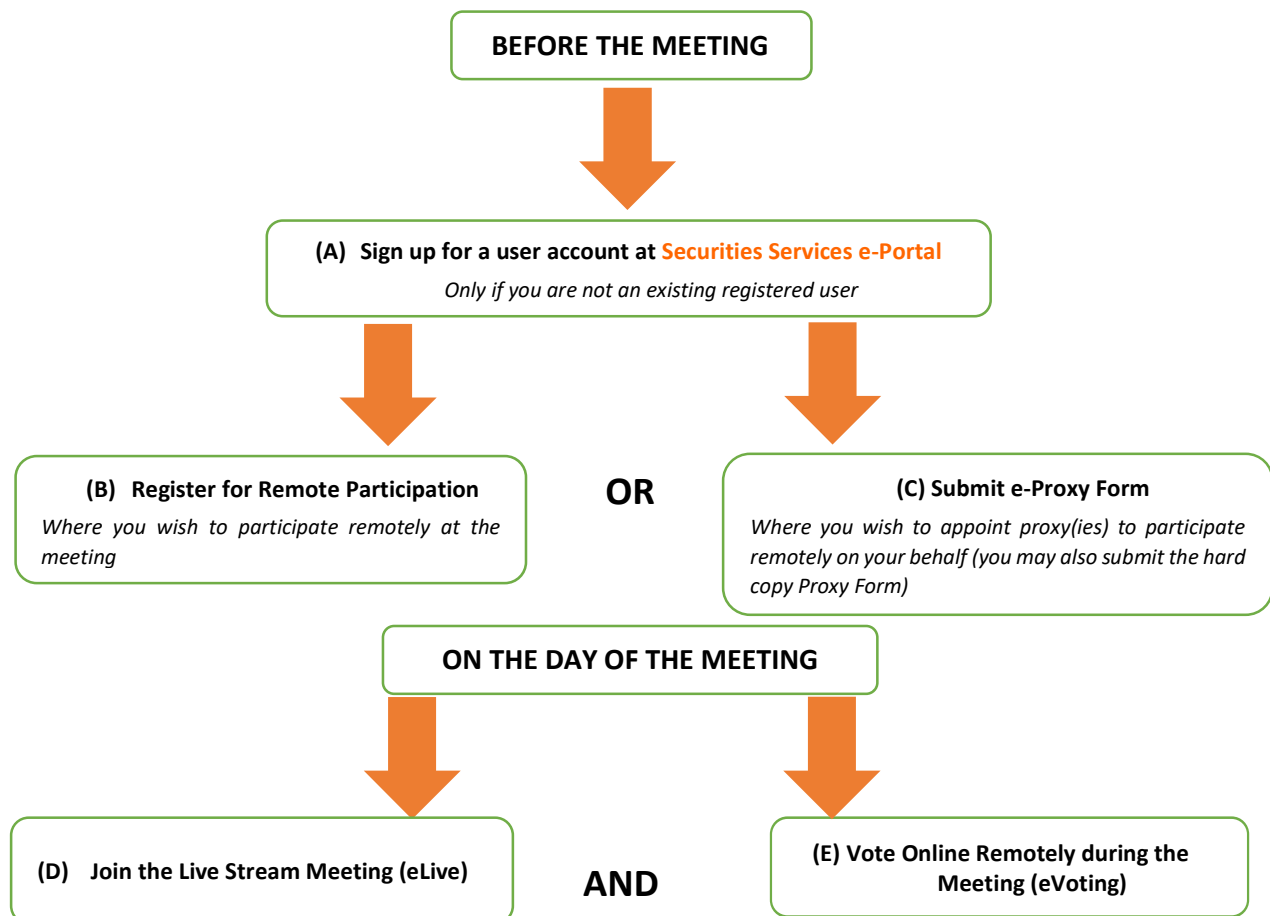 BEFORE THE MEETING
(A) Sign up for a user account at Securities Services e-Portal
Only if you are not an existing registered user
(B) Register for Remote Participation
Where you wish to participate remotely at the
meeting
OR
(C) Submit e-Proxy Form
Where you wish to appoint proxy(ies) to participate
remotely on your behalf (you may also submit the hard
copy Proxy Form)
ON THE DAY OF THE MEETING
(D) Join the Live Stream Meeting (eLive)
AND
(E) Vote Online Remotely during the
Meeting (eVoting)